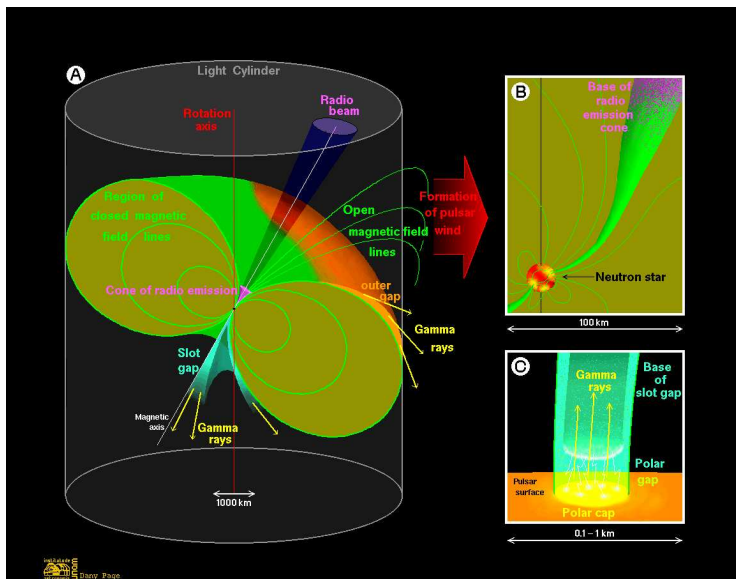 A
Light Cylinder
Radio
beam
Rotation
axis
Region of
closed magnetic
field lines
Open
magnetic field
lines
Formation
of pulsar
wind
Cone of radio emission
outer
gap
Gamma
rays
Slot
gap
Magnetic
axis
Gamma
rays
1000 km
B
Base of
radio
emission
cone
Neutron star
100 km
C
Gamma
rays
Base
of
slot gap
Polar
gap
Pulsar
surface
Polar cap
0.1 – 1 km
Dany Page